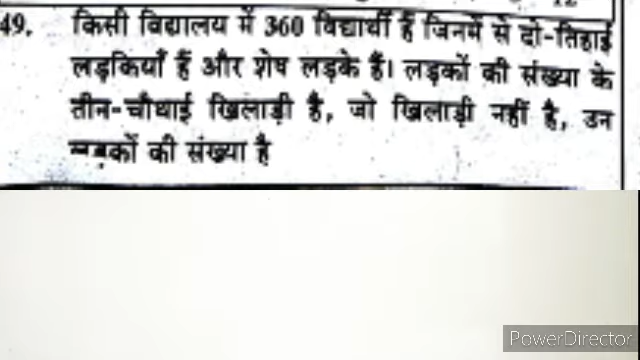 49. किसी विद्यालय में 360 विद्यार्थी हैं जिनमें से दो-तिहाई
लड़कियाँ हैं और शेष लड़के हैं। लड़कों की संख्या के
तीन-चौथाई खिलाड़ी है, जो खिलाड़ी नहीं है, उन
लड़कों की संख्या है
PowerDirector